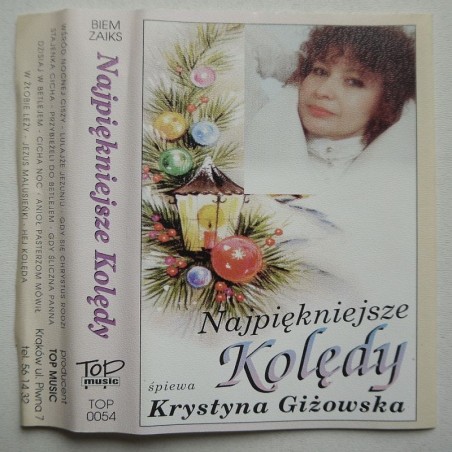 WŚRÓD NOCNEJ CISZY - LULAJŻE JEZUNIU - GDY SIĘ CHRYSTUS RODZI
STAJENKA CICHA - PRZYBIEŻELI DO BETLEJEM - GDY ŚLICZNA PANNA
DZISIAJ W BETLEJEM - CICHA NOC - ANIOŁ PASTERZOM MÓWIŁ
W ŻŁOBIE LEŻY - JEZUS MALUSIEŃKI - HEJ KOLĘDA
producent
TOP MUSIC
Kraków ul. Piwna 7
tel. 56 14 32
BIEM
ZAIKS
Najpiękniejsze Kolędy
TOP
music
TOP
0054
Najpiękniejsze
Kolędy
śpiewa
Krystyna Giżowska